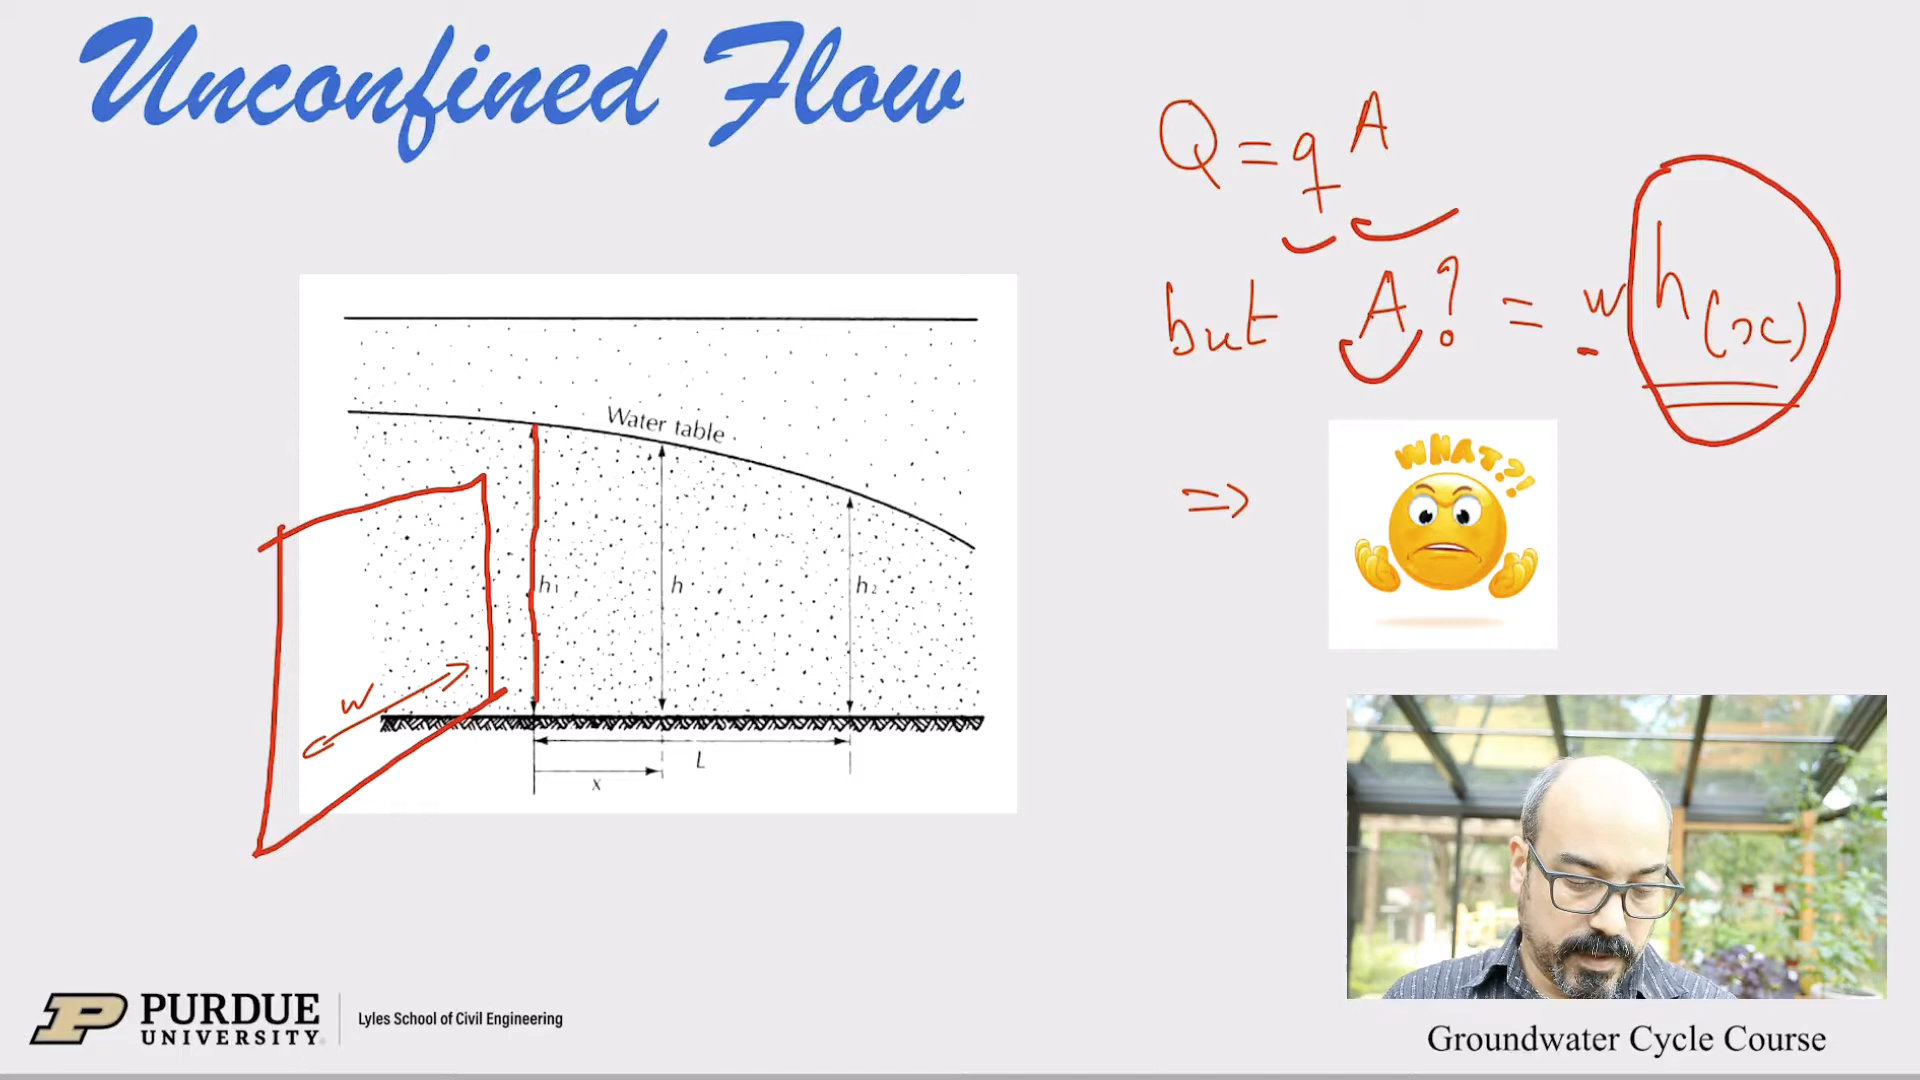 Unconfined Flow
Q = q A
but A? = w h(x)
⇒
WHAT?!
Water table
h₁
h
h₂
w
L
x
PURDUE
UNIVERSITY®
Lyles School of Civil Engineering
Groundwater Cycle Course